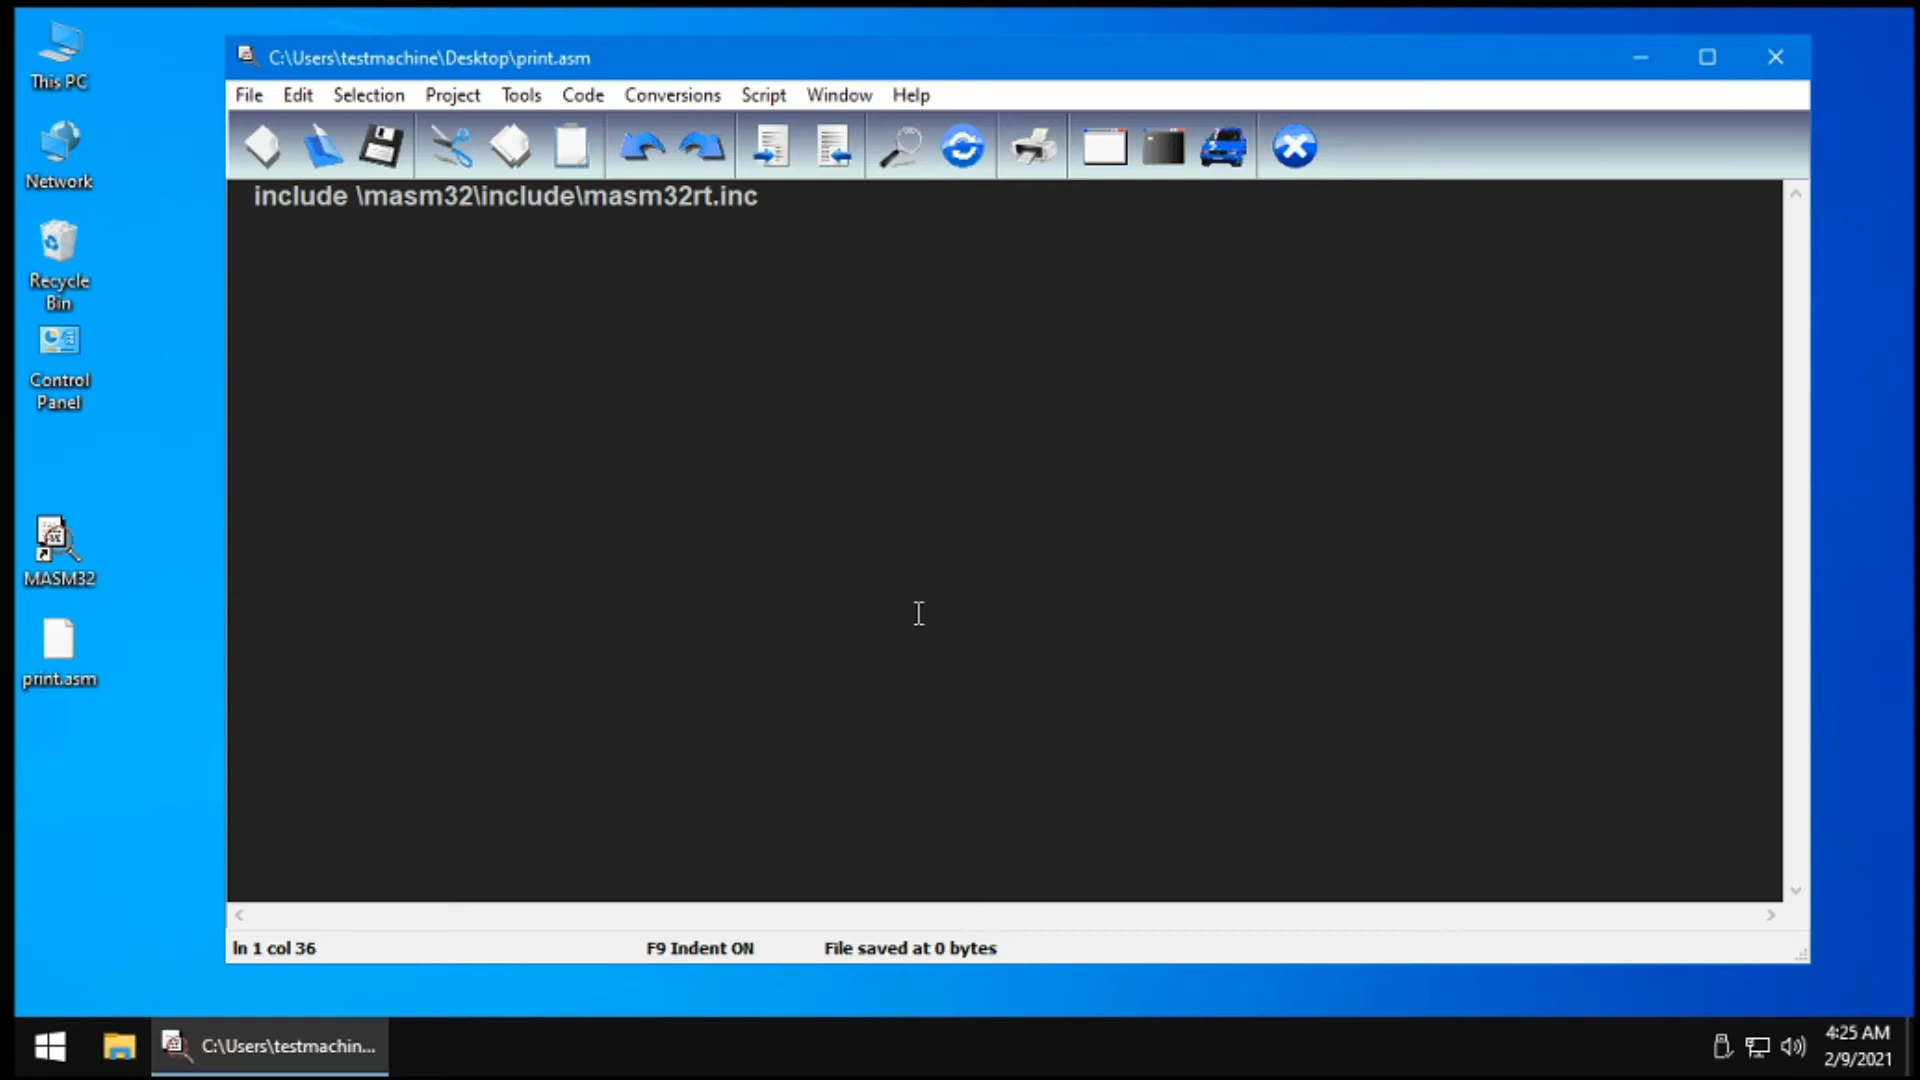 C:\Users\testmachine\Desktop\print.asm
File Edit Selection Project Tools Code Conversions Script Window Help
include \masm32\include\masm32rt.inc
This PC
Network
Recycle
Bin
Control
Panel
MASM32
print.asm
ln 1 col 36 F9 Indent ON File saved at 0 bytes
C:\Users\testmachin...
4:25 AM
2/9/2021